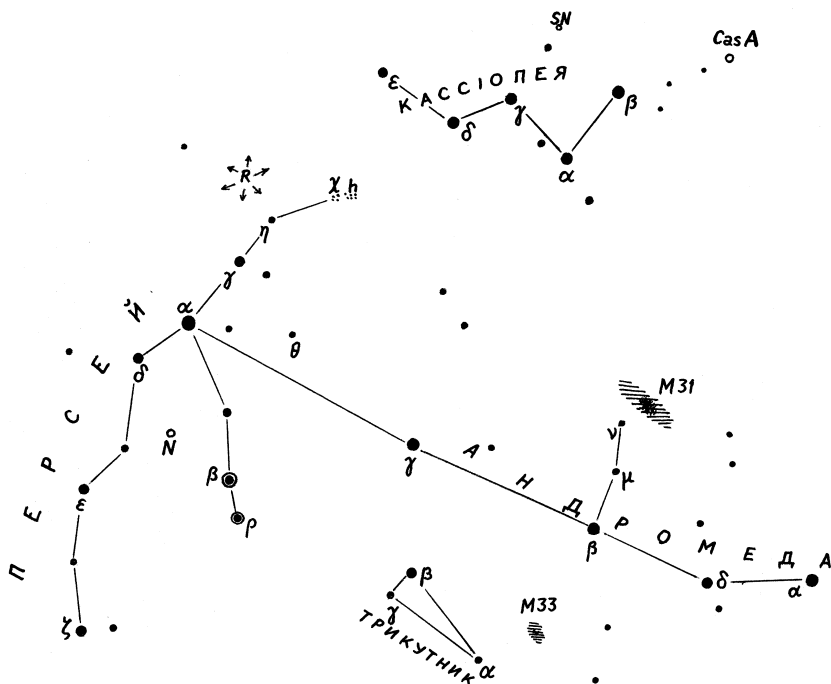 SN
Cas A
ε
КАССІОПЕЯ
δ
γ
β
α
R
χ h
η
γ
α
ПЕРСЕЙ
δ
θ
N
β
ρ
ε
ζ
M31
ν
μ
γ
АНДРОМЕДА
β
δ
α
β
γ
ТРИКУТНИК
α
M33